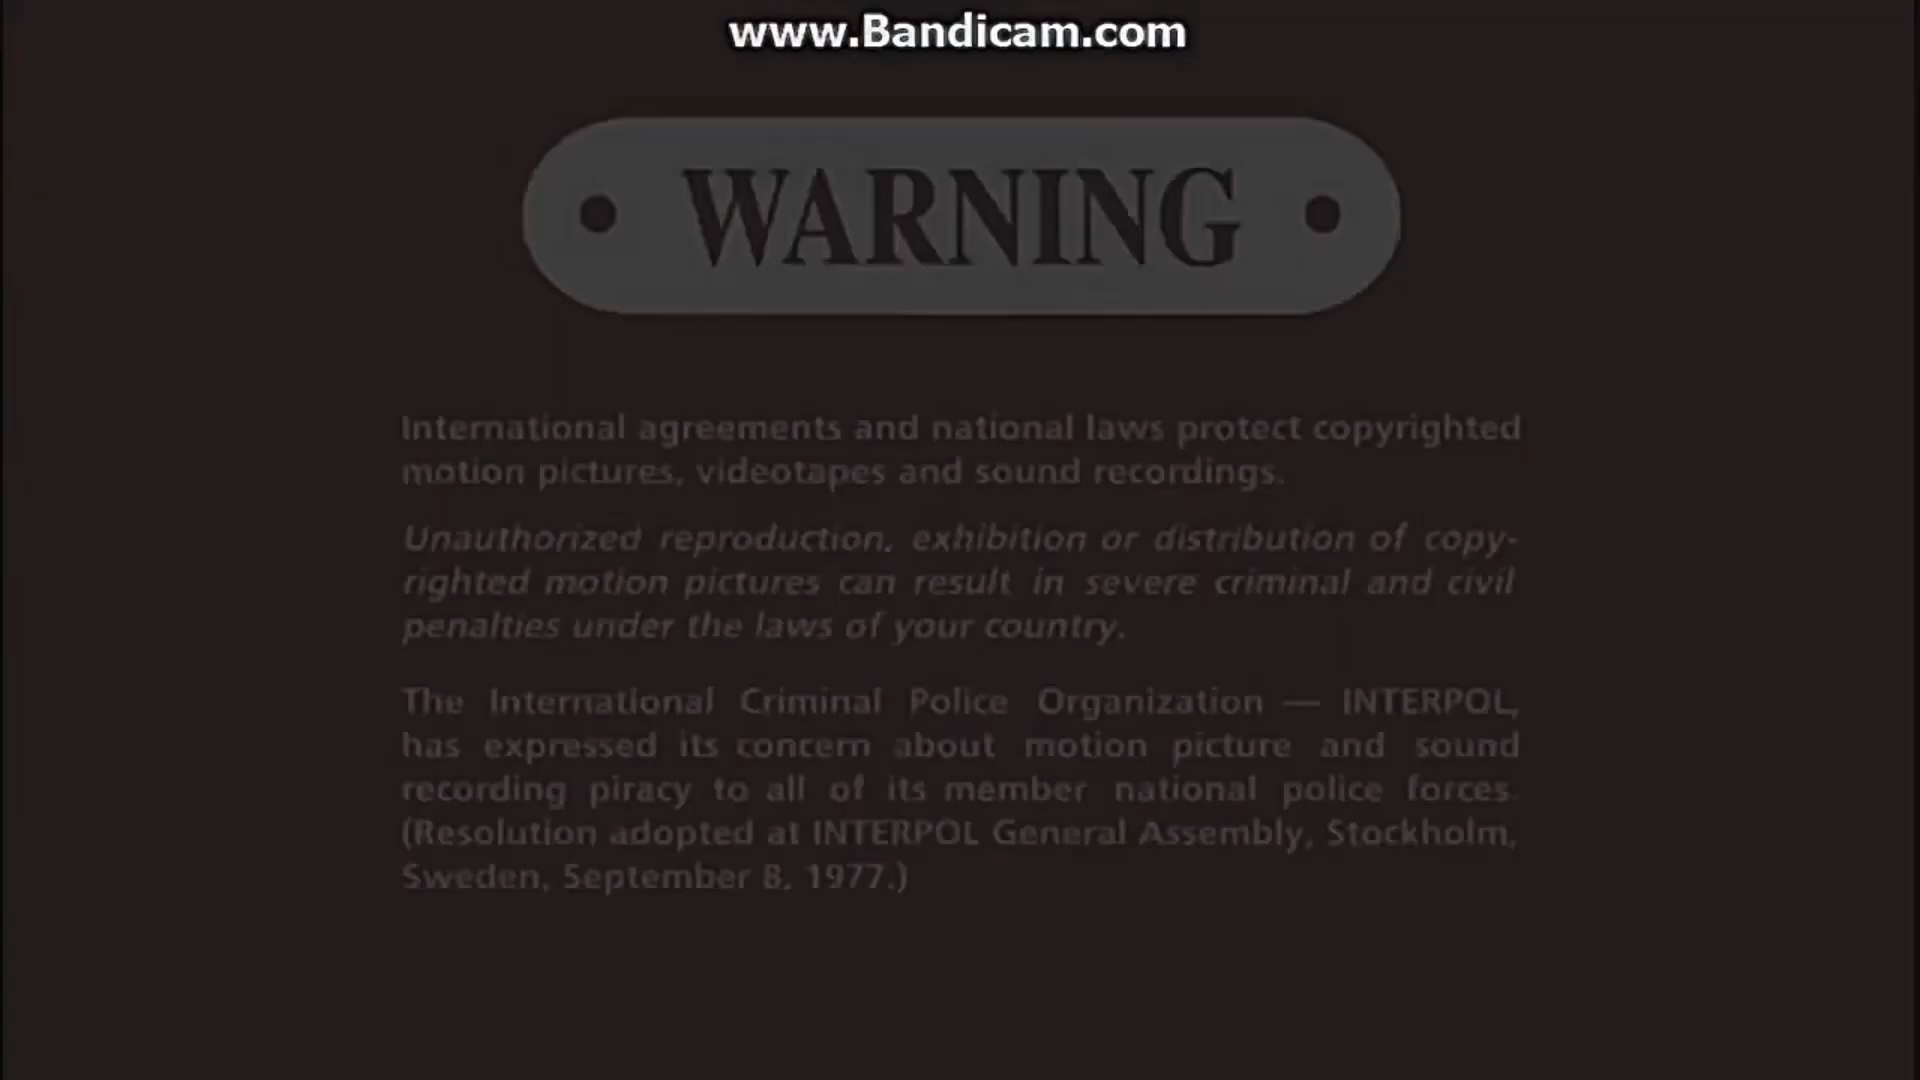 www.Bandicam.com
• WARNING •
International agreements and national laws protect copyrighted
motion pictures, videotapes and sound recordings.
Unauthorized reproduction, exhibition or distribution of copy-
righted motion pictures can result in severe criminal and civil
penalties under the laws of your country.
The International Criminal Police Organization — INTERPOL,
has expressed its concern about motion picture and sound
recording piracy to all of its member national police forces.
(Resolution adopted at INTERPOL General Assembly, Stockholm,
Sweden, September 8, 1977.)